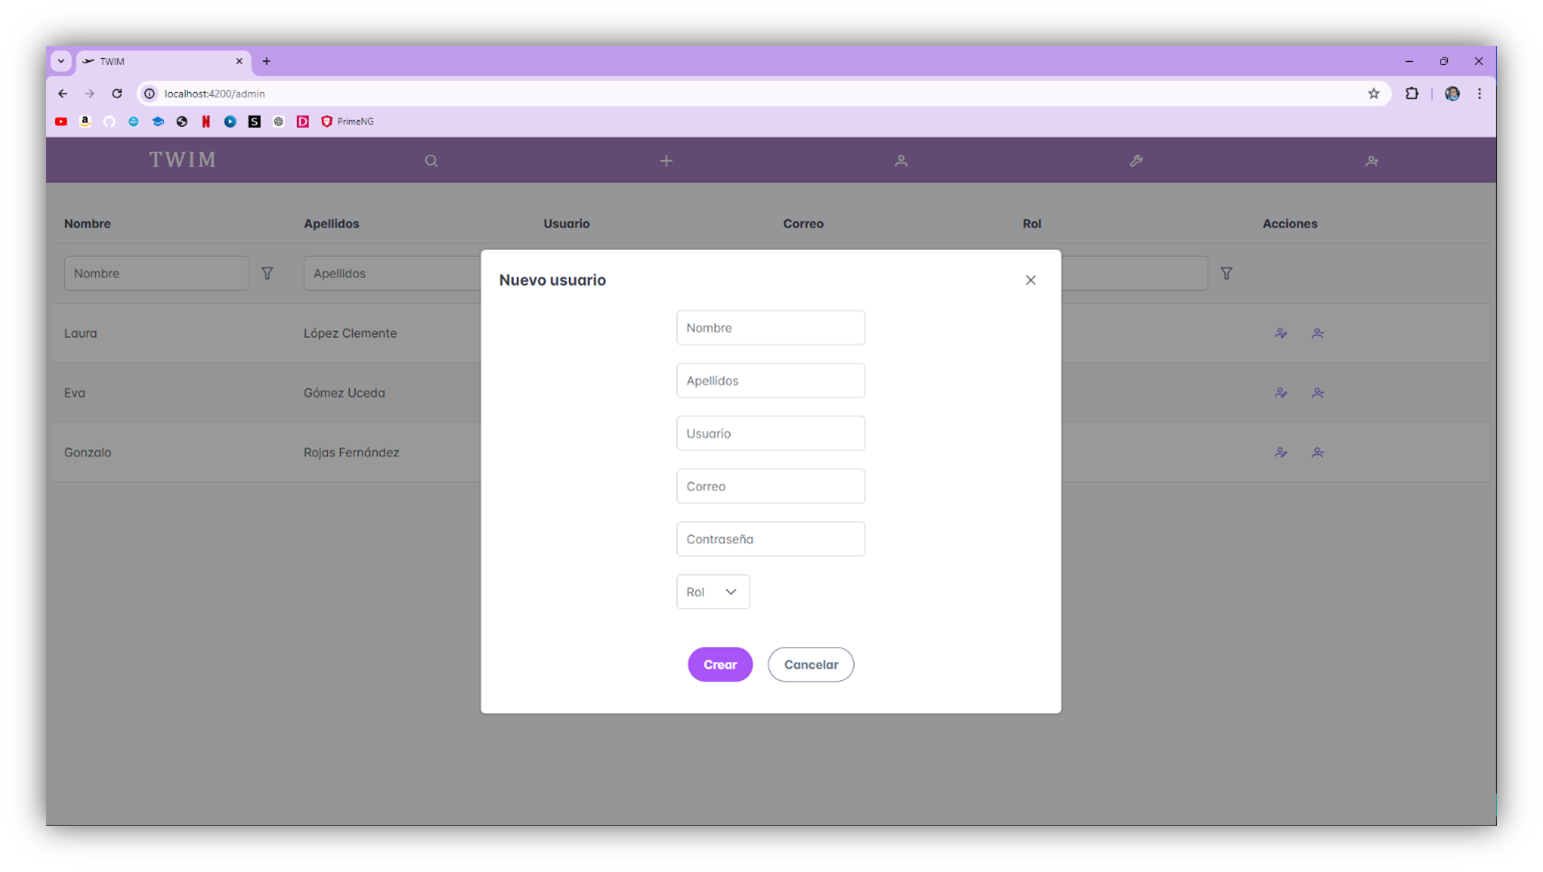 TWIM
localhost:4200/admin
PrimeNG
TWIM
Nombre Apellidos Usuario Correo Rol Acciones
Nombre Apellidos
Nuevo usuario
Nombre
Apellidos
Usuario
Correo
Contraseña
Rol
Crear Cancelar
Laura López Clemente
Eva Gómez Uceda
Gonzalo Rojas Fernández